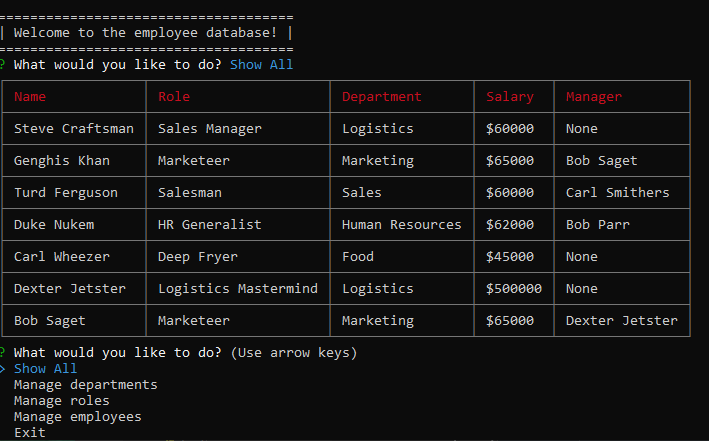 =====================================
| Welcome to the employee database! |
=====================================
? What would you like to do? Show All
Name Role Department Salary Manager
Steve Craftsman Sales Manager Logistics $60000 None
Genghis Khan Marketeer Marketing $65000 Bob Saget
Turd Ferguson Salesman Sales $60000 Carl Smithers
Duke Nukem HR Generalist Human Resources $62000 Bob Parr
Carl Wheezer Deep Fryer Food $45000 None
Dexter Jetster Logistics Mastermind Logistics $500000 None
Bob Saget Marketeer Marketing $65000 Dexter Jetster
? What would you like to do? (Use arrow keys)
> Show All
Manage departments
Manage roles
Manage employees
Exit